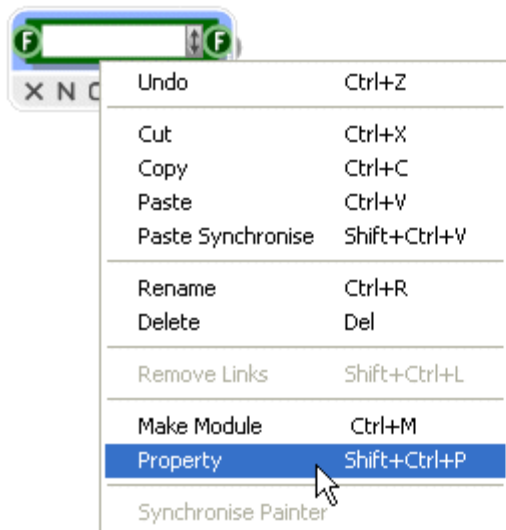 F F
X N
Undo Ctrl+Z
Cut Ctrl+X
Copy Ctrl+C
Paste Ctrl+V
Paste Synchronise Shift+Ctrl+V
Rename Ctrl+R
Delete Del
Remove Links Shift+Ctrl+L
Make Module Ctrl+M
Property Shift+Ctrl+P
Synchronise Painter